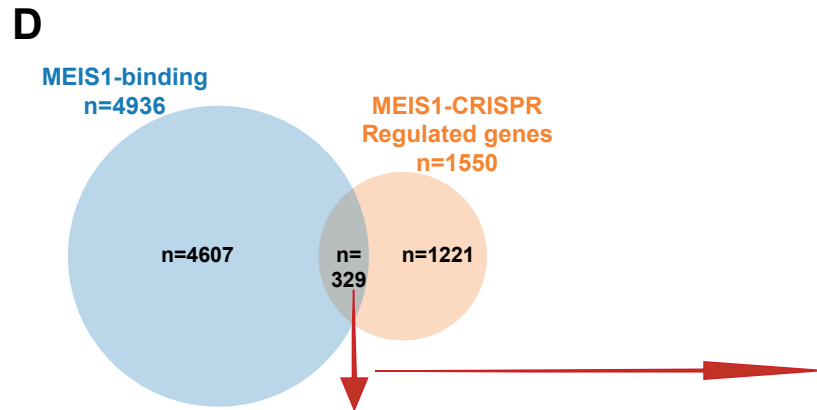 D
MEIS1-binding
n=4936
MEIS1-CRISPR
Regulated genes
n=1550
n=4607
n=
329
n=1221